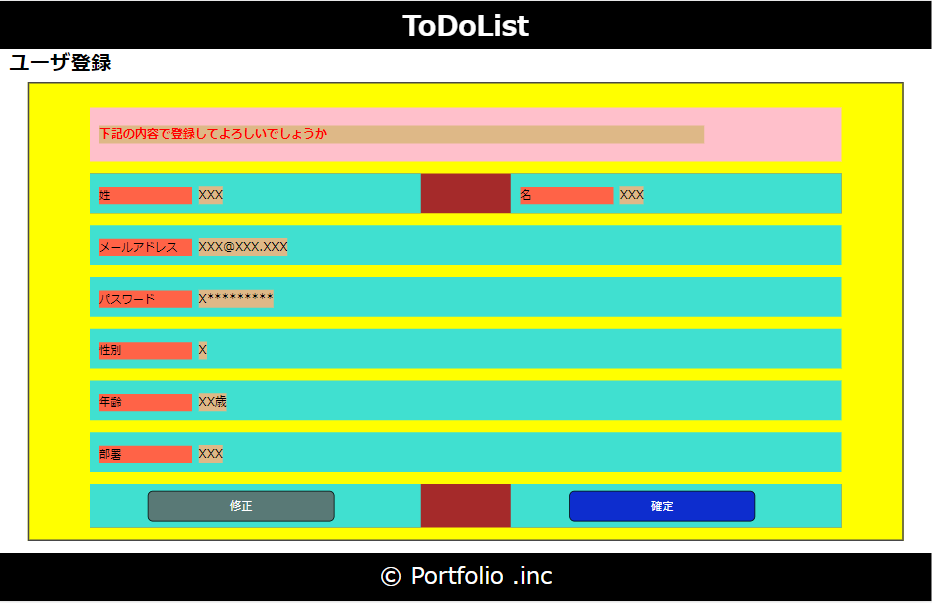 ToDoList
ユーザ登録
下記の内容で登録してよろしいでしょうか
姓 XXX 名 XXX
メールアドレス XXX@XXX.XXX
パスワード X*********
性別 X
年齢 XX歳
部署 XXX
修正 確定
© Portfolio .inc